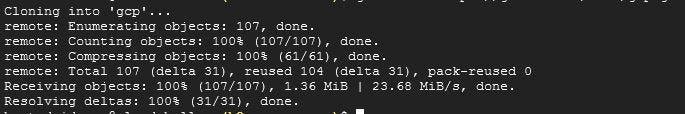 Cloning into 'gcp'...
remote: Enumerating objects: 107, done.
remote: Counting objects: 100% (107/107), done.
remote: Compressing objects: 100% (61/61), done.
remote: Total 107 (delta 31), reused 104 (delta 31), pack-reused 0
Receiving objects: 100% (107/107), 1.36 MiB | 23.68 MiB/s, done.
Resolving deltas: 100% (31/31), done.